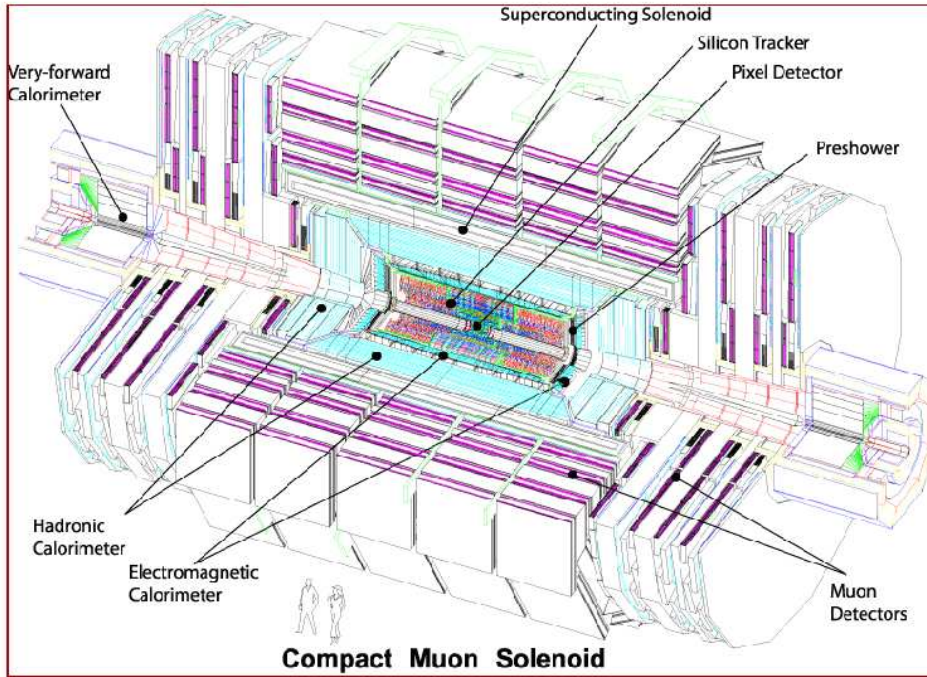 Superconducting Solenoid
Silicon Tracker
Pixel Detector
Very-forward
Calorimeter
Preshower
Hadronic
Calorimeter
Electromagnetic
Calorimeter
Muon
Detectors
Compact Muon Solenoid